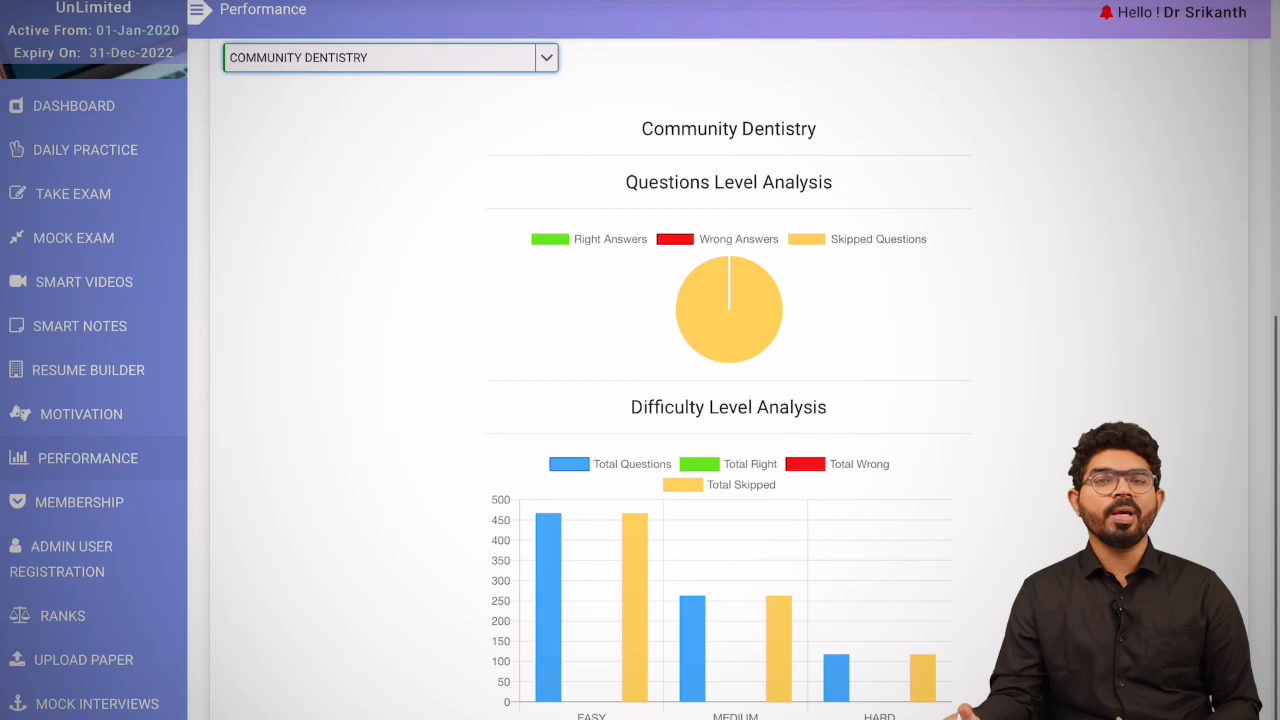 UnLimited
Active From: 01-Jan-2020
Expiry On: 31-Dec-2022
DASHBOARD
DAILY PRACTICE
TAKE EXAM
MOCK EXAM
SMART VIDEOS
SMART NOTES
RESUME BUILDER
MOTIVATION
PERFORMANCE
MEMBERSHIP
ADMIN USER
REGISTRATION
RANKS
UPLOAD PAPER
MOCK INTERVIEWS
Performance
Hello ! Dr Srikanth
COMMUNITY DENTISTRY
Community Dentistry
Questions Level Analysis
Right Answers Wrong Answers Skipped Questions
Difficulty Level Analysis
Total Questions Total Right Total Wrong
Total Skipped
500
450
400
350
300
250
200
150
100
50
0
EASY MEDIUM HARD